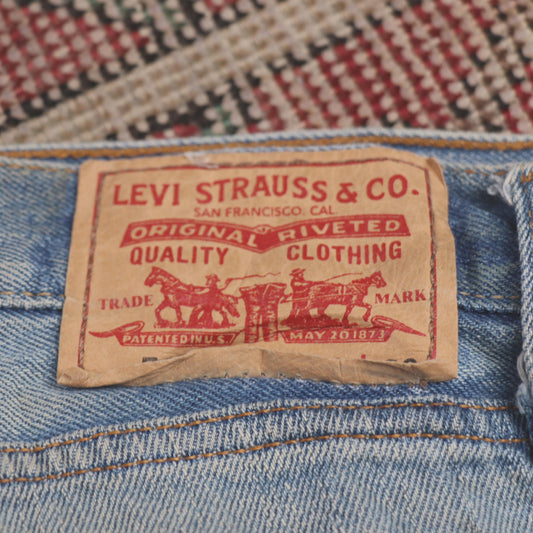 LEVI STRAUSS & CO.
SAN FRANCISCO. CAL.
ORIGINAL RIVETED
QUALITY CLOTHING
TRADE MARK
PATENTED IN U.S. MAY 20 1873